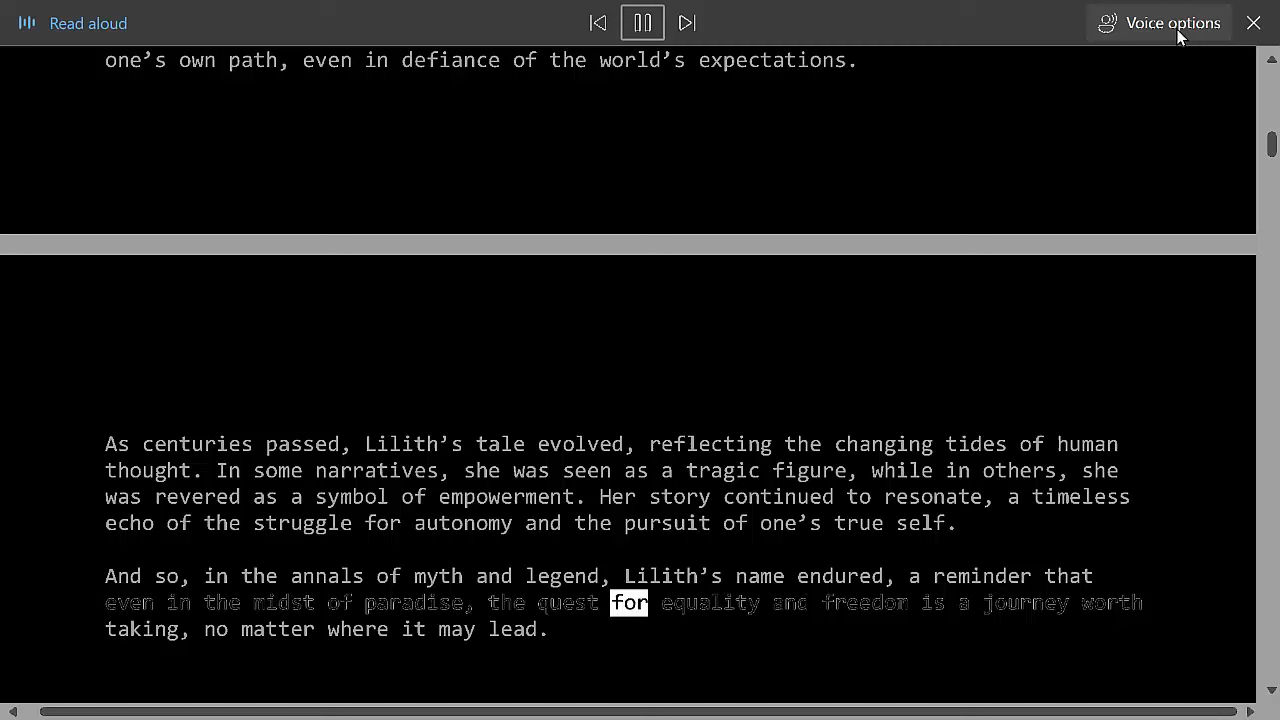 Read aloud
Voice options
one’s own path, even in defiance of the world’s expectations.
As centuries passed, Lilith’s tale evolved, reflecting the changing tides of human
thought. In some narratives, she was seen as a tragic figure, while in others, she
was revered as a symbol of empowerment. Her story continued to resonate, a timeless
echo of the struggle for autonomy and the pursuit of one’s true self.
And so, in the annals of myth and legend, Lilith’s name endured, a reminder that
even in the midst of paradise, the quest for equality and freedom is a journey worth
taking, no matter where it may lead.